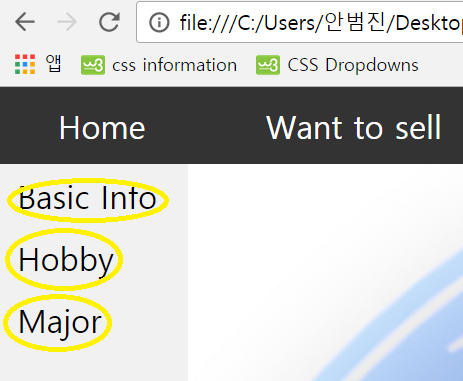 file:///C:/Users/안범진/Desktop
앱 css information CSS Dropdowns
Home Want to sell
Basic Info
Hobby
Major